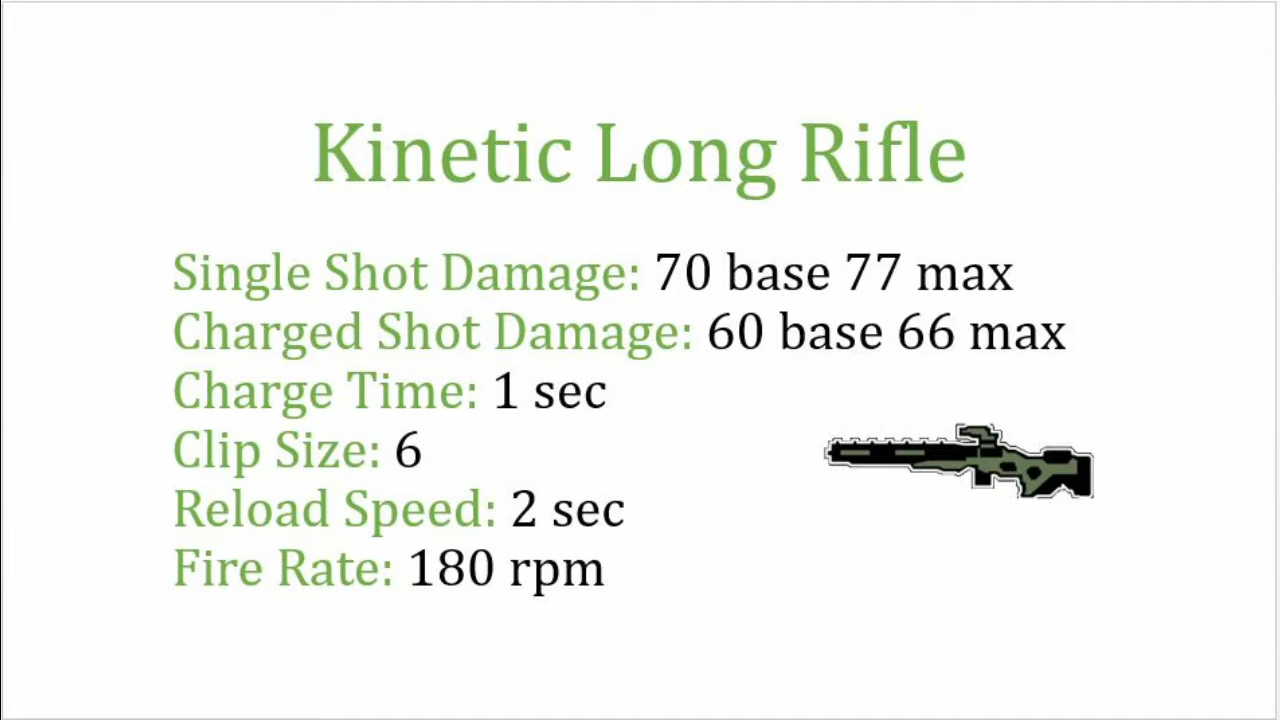 Kinetic Long Rifle
Single Shot Damage: 70 base 77 max
Charged Shot Damage: 60 base 66 max
Charge Time: 1 sec
Clip Size: 6
Reload Speed: 2 sec
Fire Rate: 180 rpm